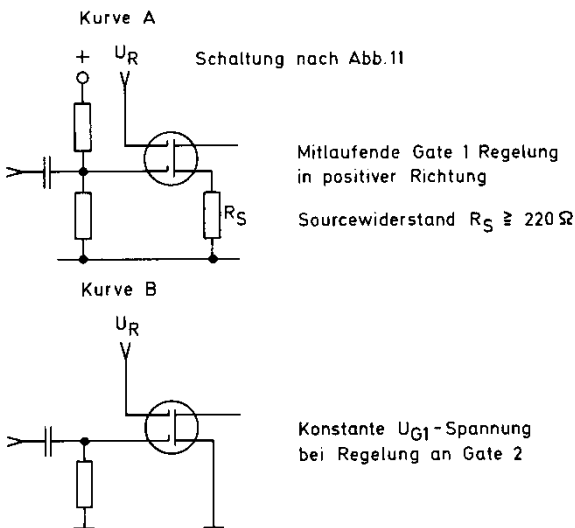 Kurve A
+ U_R Schaltung nach Abb.11
Mitlaufende Gate 1 Regelung
in positiver Richtung
R_S Sourcewiderstand R_S ≧ 220 Ω
Kurve B
U_R
Konstante U_G1-Spannung
bei Regelung an Gate 2